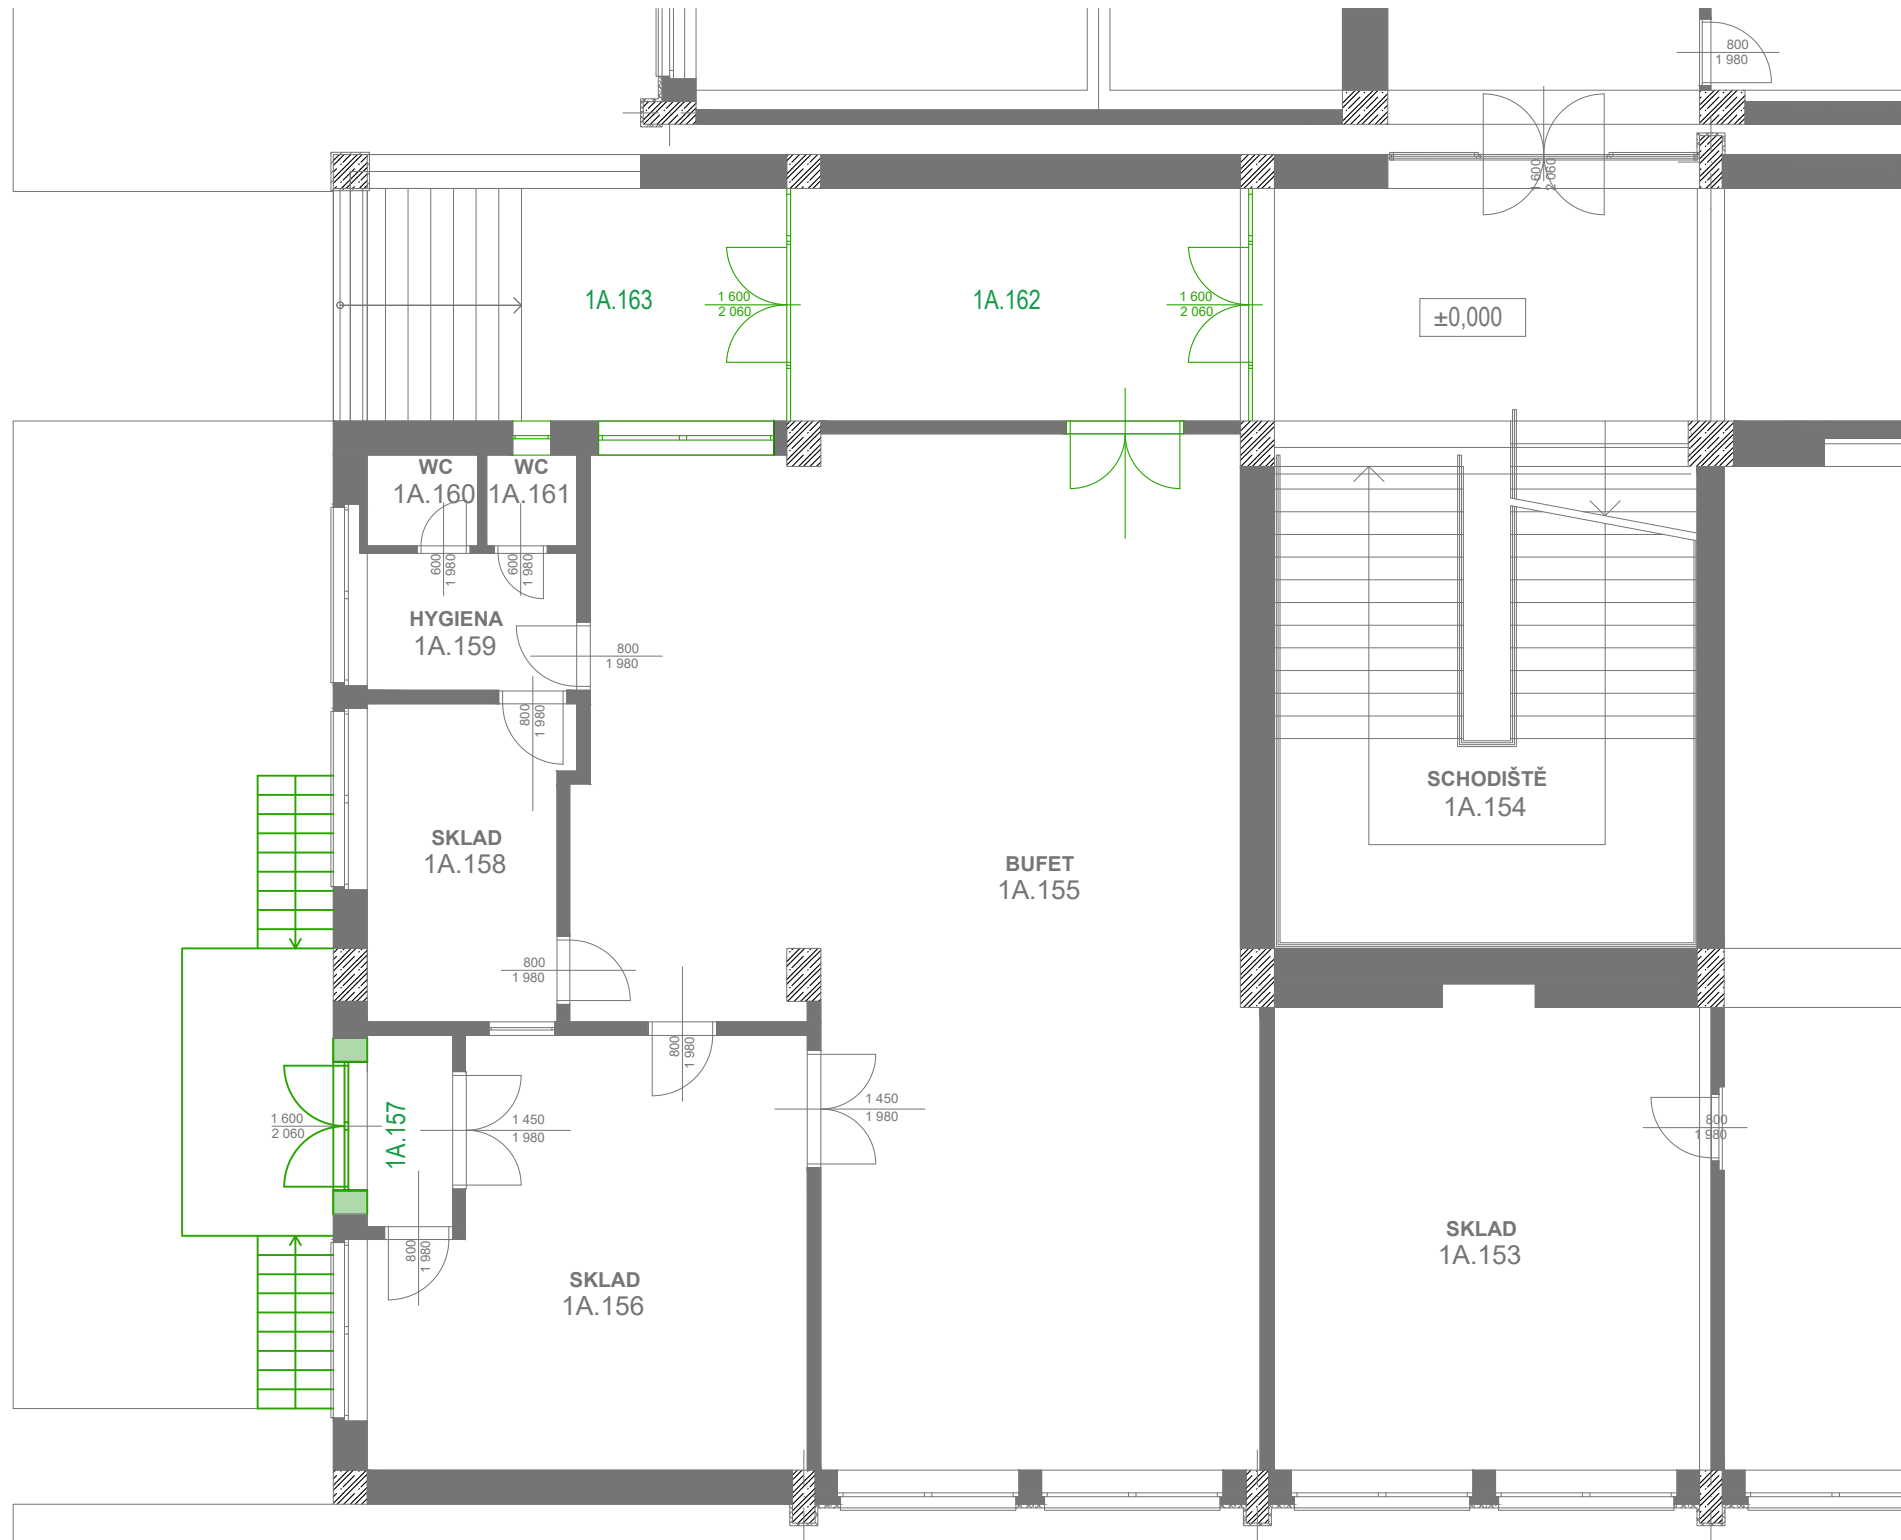 800
1 980
1 600
2 060
1A.163
1 600
2 060
1A.162
1 600
2 060
±0,000
WC
1A.160
WC
1A.161
600
1 980
600
1 980
HYGIENA
1A.159
800
1 980
800
1 980
SCHODIŠTĚ
1A.154
SKLAD
1A.158
BUFET
1A.155
800
1 980
800
1 980
1 450
1 980
1 600
2 060
1A.157
1 450
1 980
800
1 980
800
1 980
SKLAD
1A.153
SKLAD
1A.156